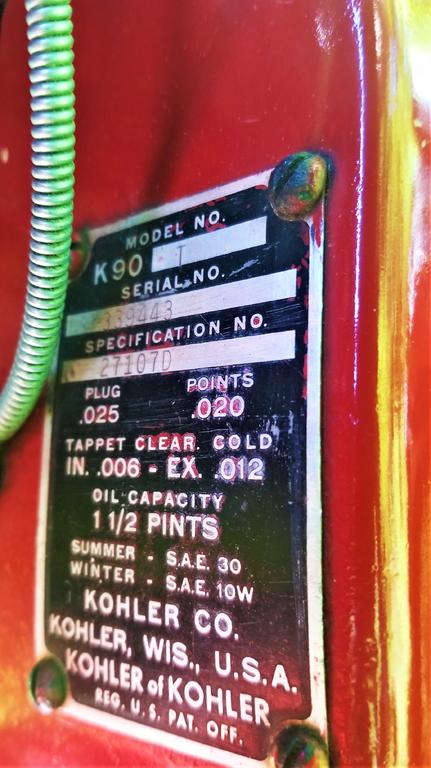 MODEL NO.
K90 T
SERIAL NO.
339443
SPECIFICATION NO.
27107D
PLUG POINTS
.025 .020
TAPPET CLEAR. COLD
IN. .006 - EX. .012
OIL CAPACITY
1 1/2 PINTS
SUMMER - S.A.E. 30
WINTER - S.A.E. 10W
KOHLER CO.
KOHLER, WIS., U.S.A.
KOHLER of KOHLER
REG. U.S. PAT. OFF.